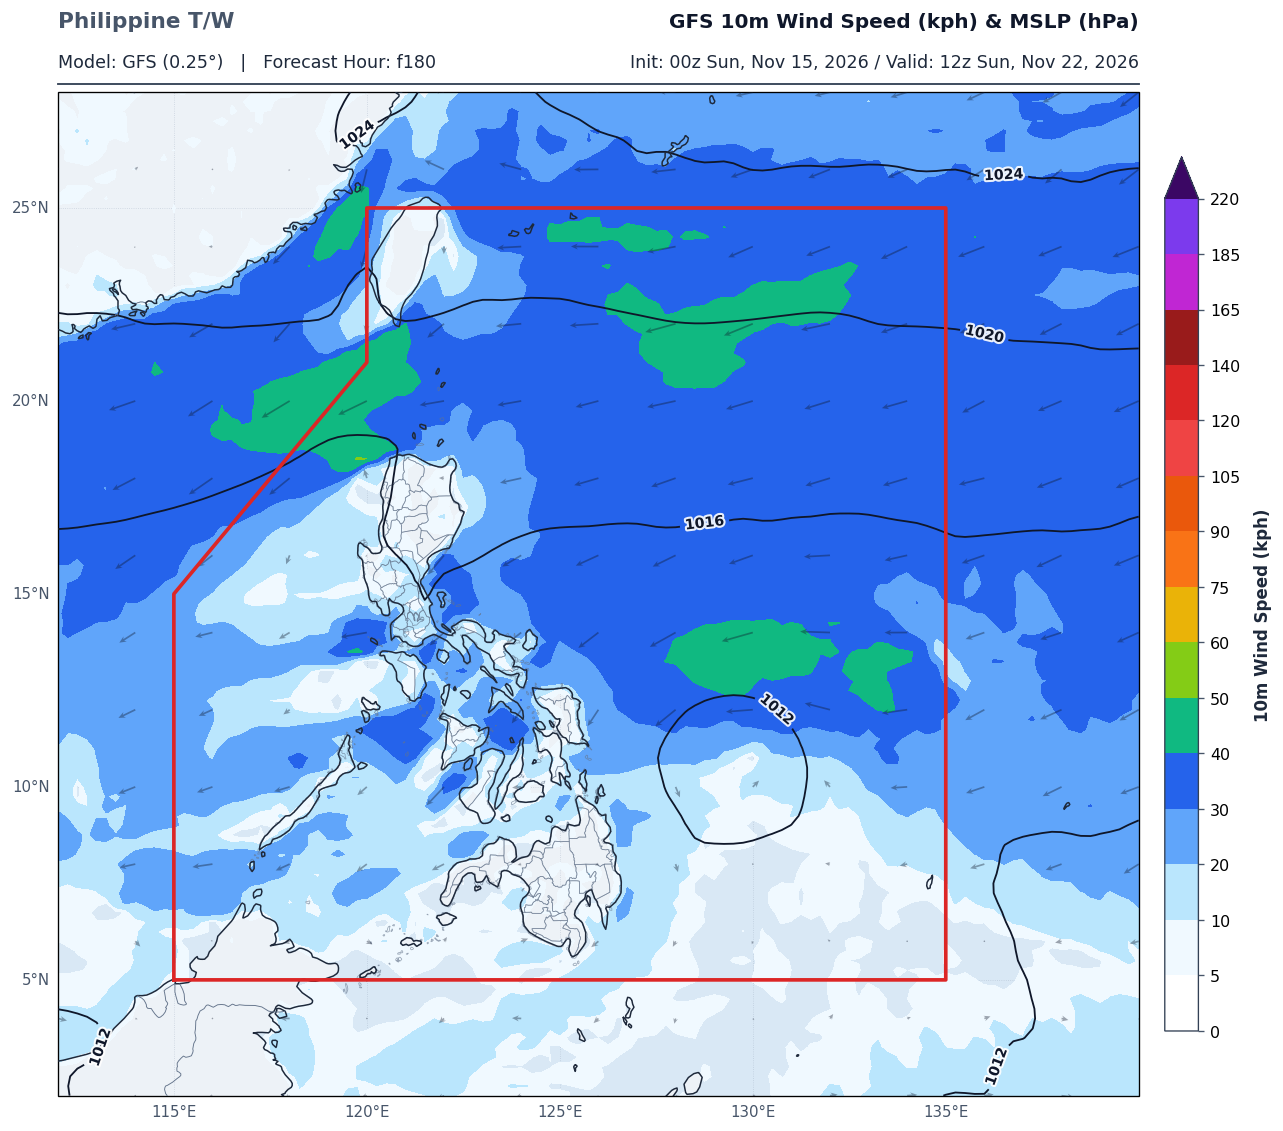 Philippine T/W
GFS 10m Wind Speed (kph) & MSLP (hPa)
Model: GFS (0.25°) | Forecast Hour: f180
Init: 00z Sun, Nov 15, 2026 / Valid: 12z Sun, Nov 22, 2026
1024
1024
1020
1016
1012
1012
1012
25°N
20°N
15°N
10°N
5°N
115°E
120°E
125°E
130°E
135°E
220
185
165
140
120
105
90
75
60
50
40
30
20
10
5
0
10m Wind Speed (kph)